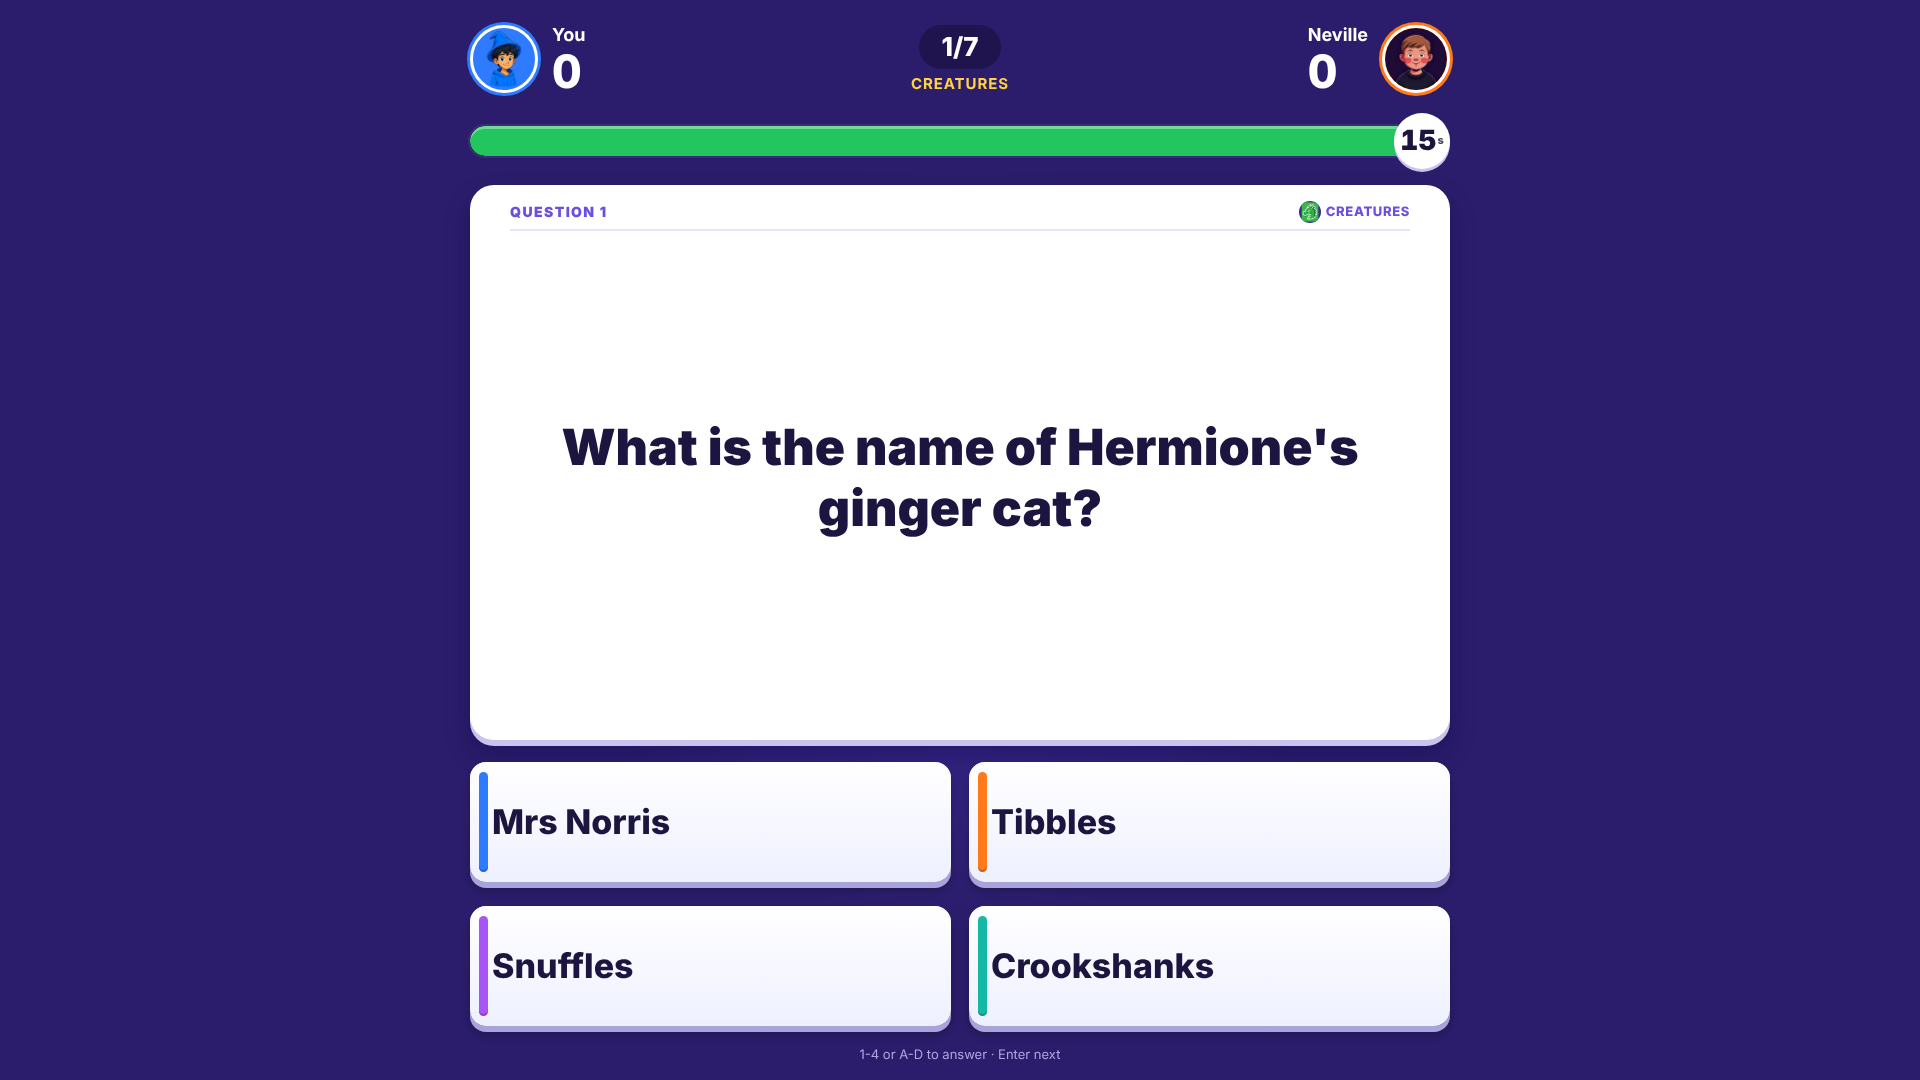 You
0
1/7
CREATURES
Neville
0
15s
QUESTION 1
CREATURES
What is the name of Hermione's
ginger cat?
Mrs Norris
Tibbles
Snuffles
Crookshanks
1-4 or A-D to answer · Enter next